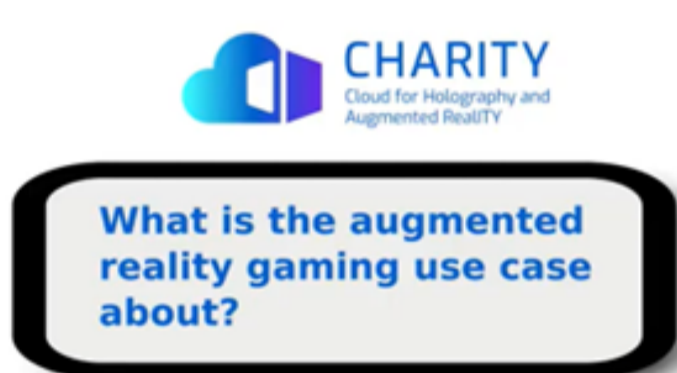 CHARITY
Cloud for Holography and
Augmented RealITY
What is the augmented
reality gaming use case
about?